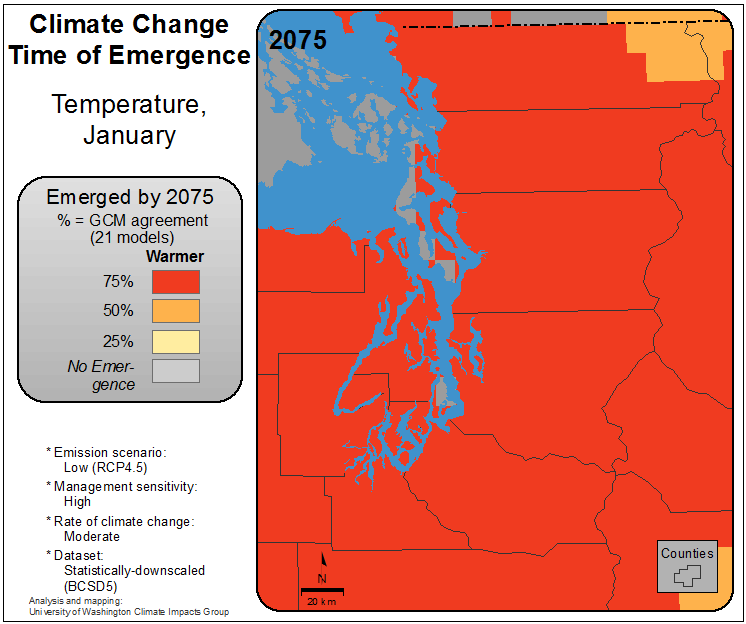 Climate Change
Time of Emergence
Temperature,
January
Emerged by 2075
% = GCM agreement
(21 models)
Warmer
75%
50%
25%
No Emer-
gence
* Emission scenario:
Low (RCP4.5)
* Management sensitivity:
High
* Rate of climate change:
Moderate
* Dataset:
Statistically-downscaled
(BCSD5)
Analysis and mapping:
University of Washington Climate Impacts Group
2075
N
20 km
Counties